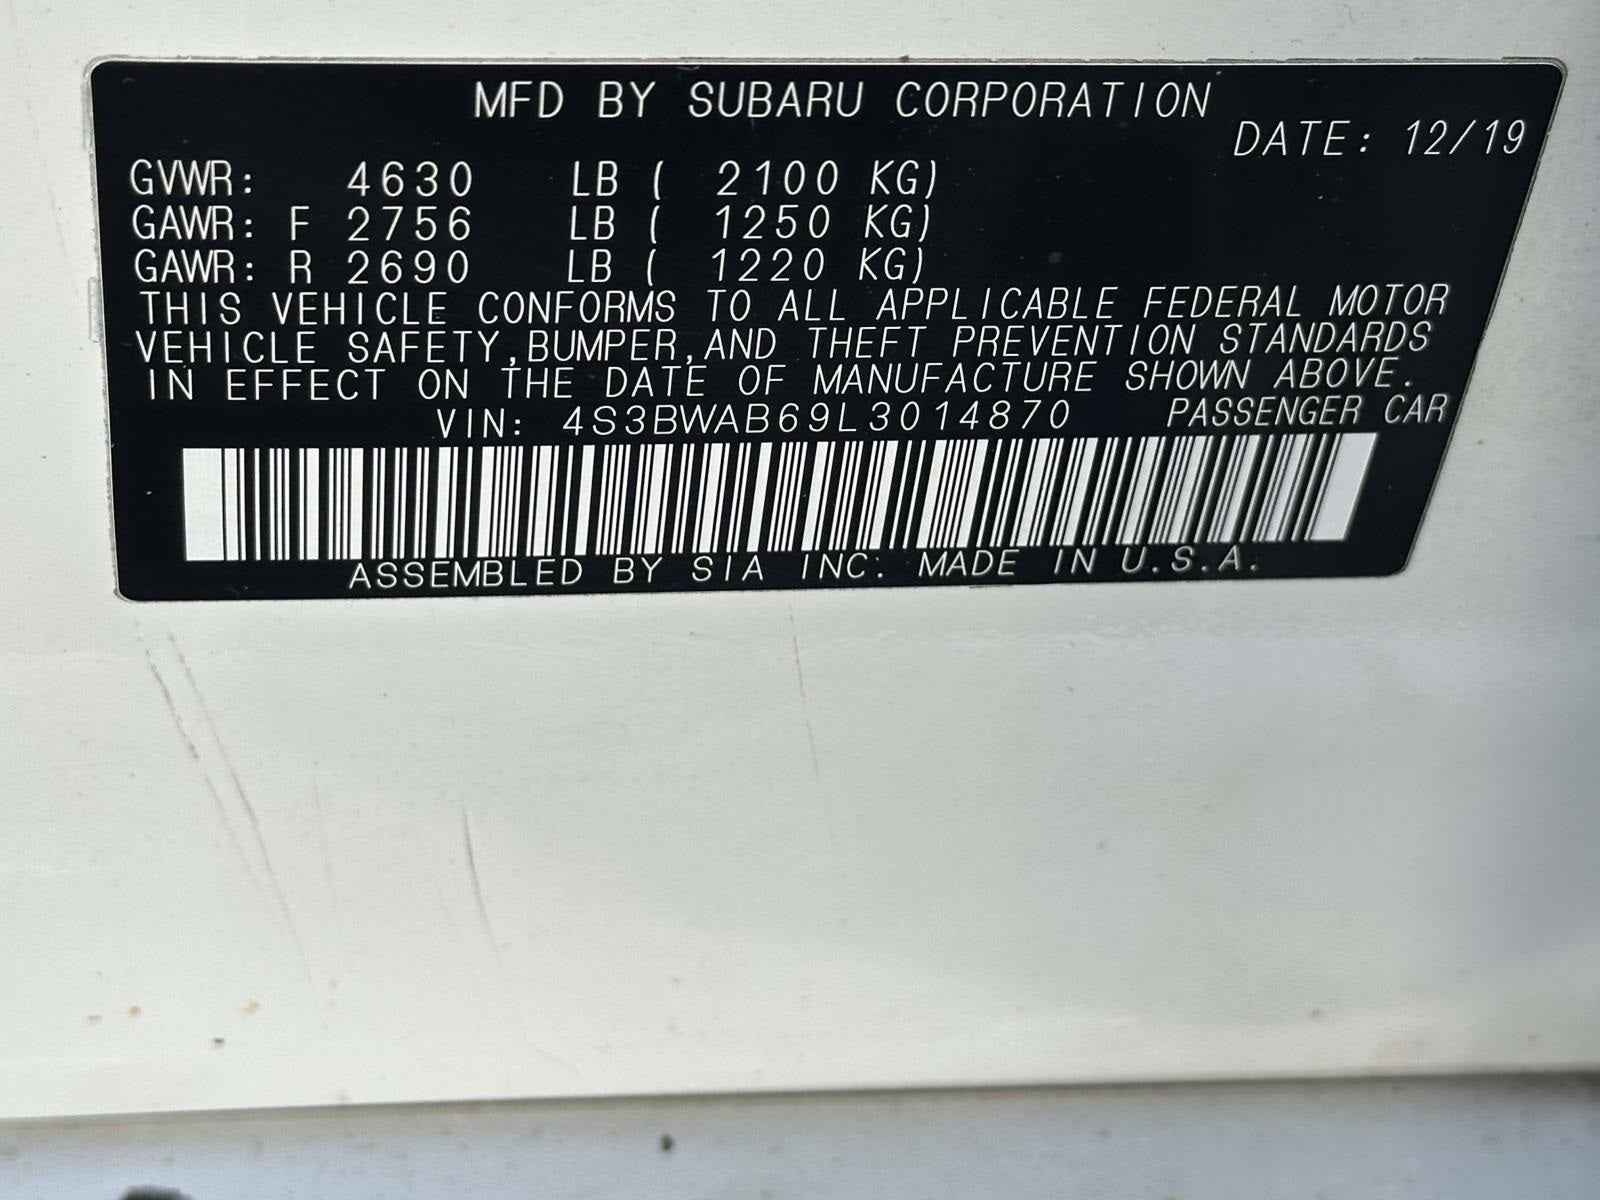 MFD BY SUBARU CORPORATION
DATE: 12/19
GVWR: 4630 LB ( 2100 KG)
GAWR: F 2756 LB ( 1250 KG)
GAWR: R 2690 LB ( 1220 KG)
THIS VEHICLE CONFORMS TO ALL APPLICABLE FEDERAL MOTOR
VEHICLE SAFETY,BUMPER,AND THEFT PREVENTION STANDARDS
IN EFFECT ON THE DATE OF MANUFACTURE SHOWN ABOVE.
VIN: 4S3BWAB69L3014870 PASSENGER CAR
ASSEMBLED BY SIA INC. MADE IN U.S.A.